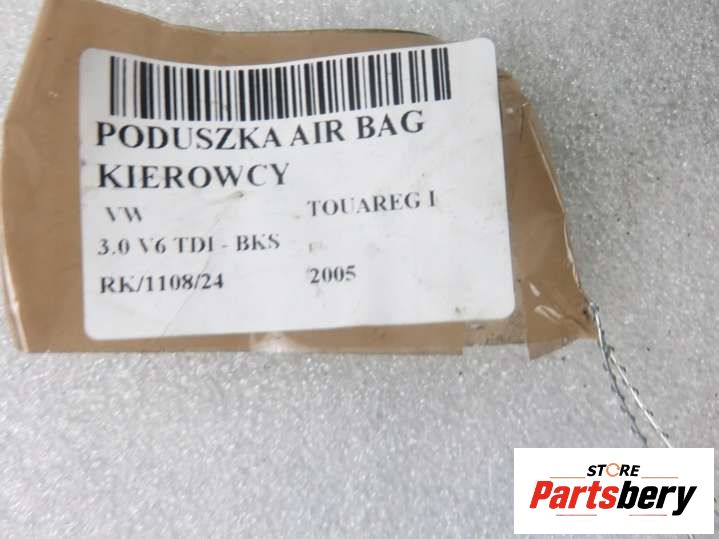 PODUSZKA AIR BAG
KIEROWCY
VW TOUAREG I
3.0 V6 TDI - BKS
RK/1108/24 2005
STORE
Partsbery